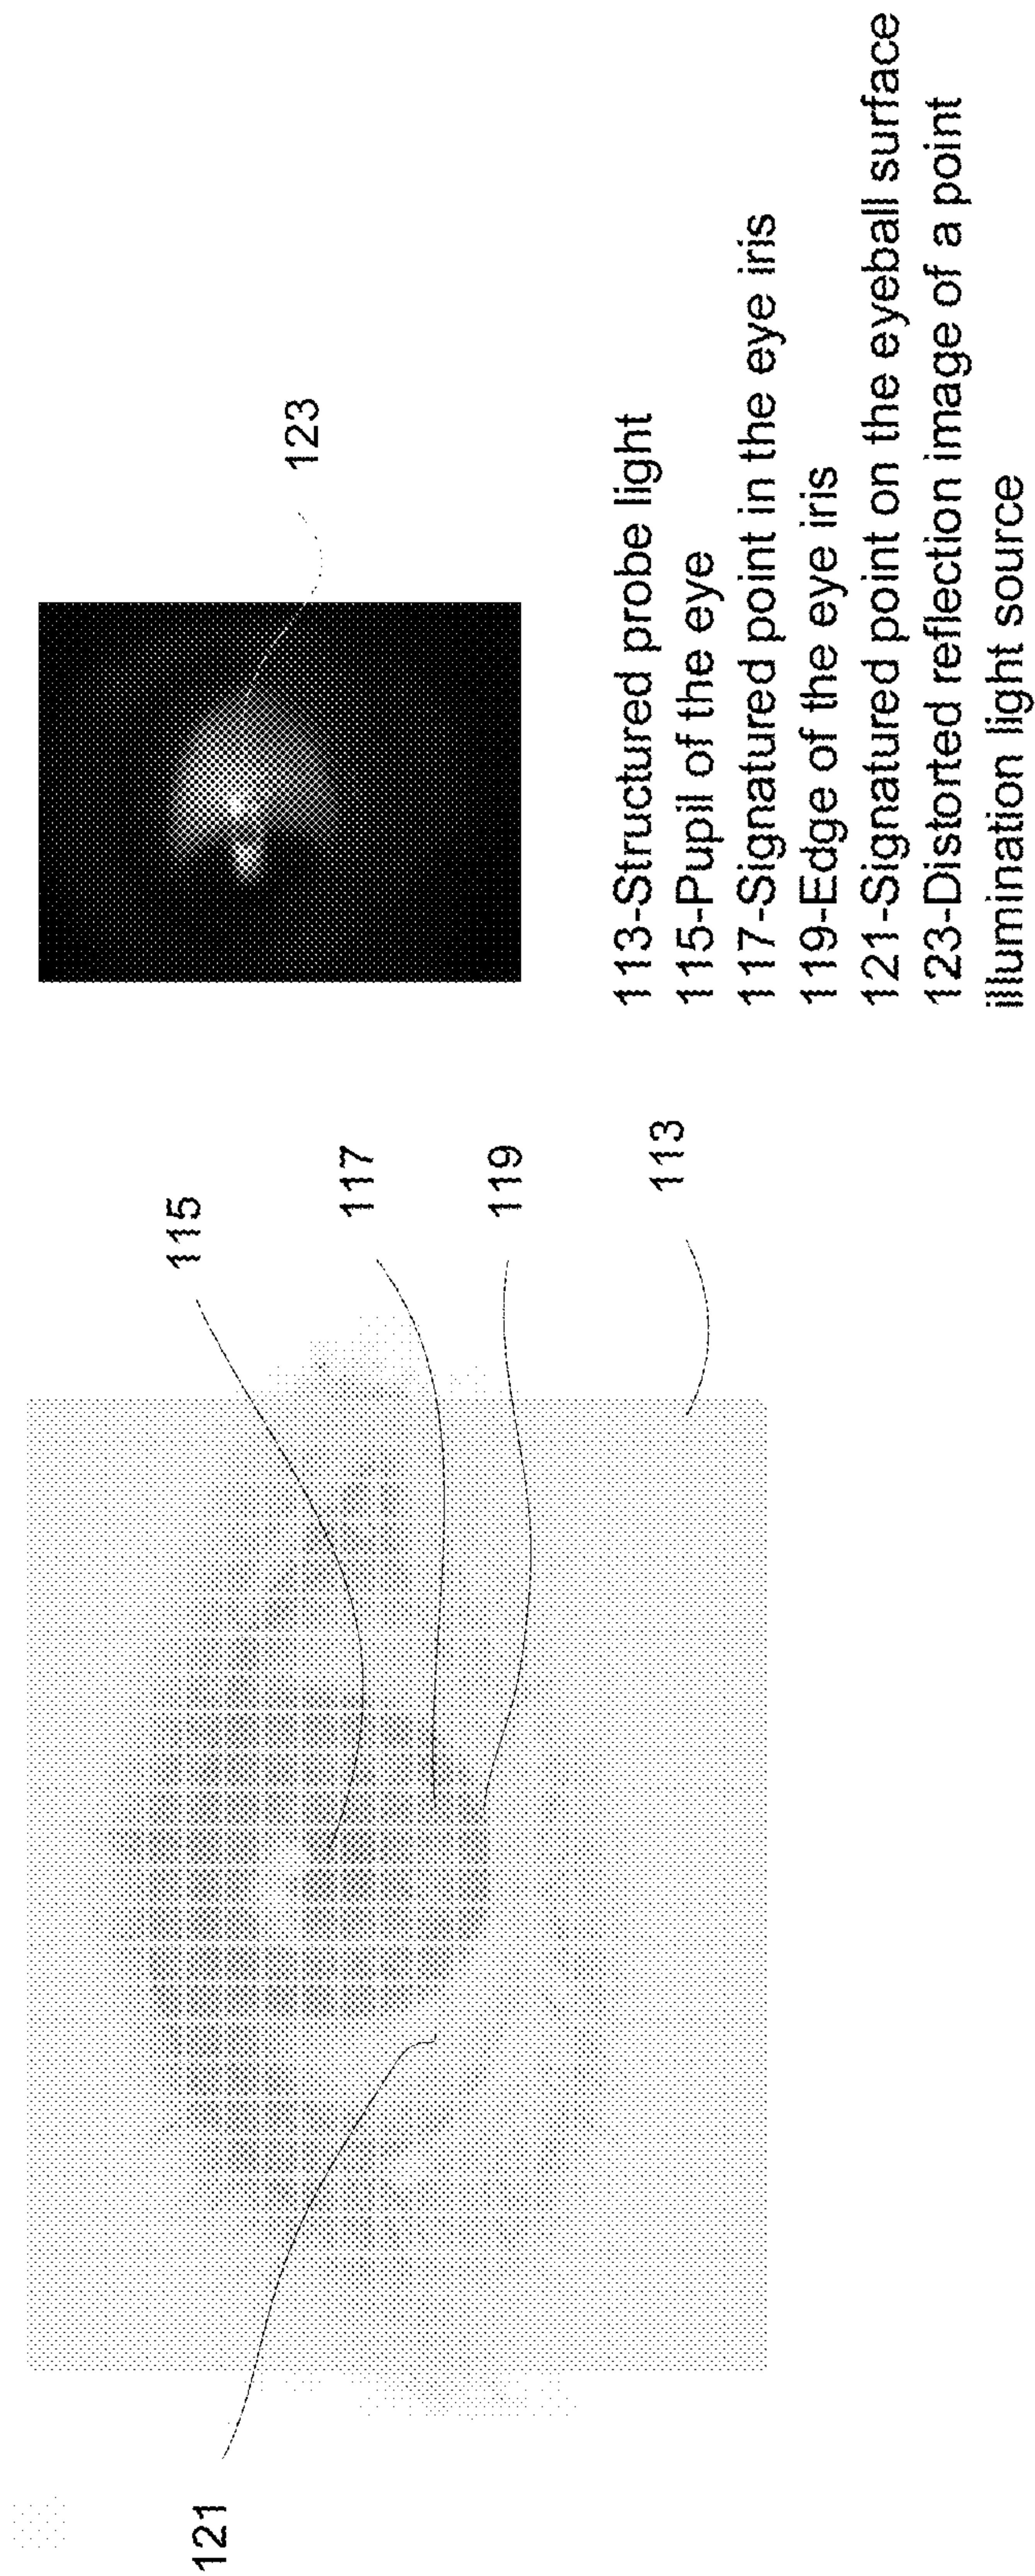 121
115
117
119
113
123
113-Structured probe light
115-Pupil of the eye
117-Signatured point in the eye iris
119-Edge of the eye iris
121-Signatured point on the eyeball surface
123-Distorted reflection image of a point
illumination light source